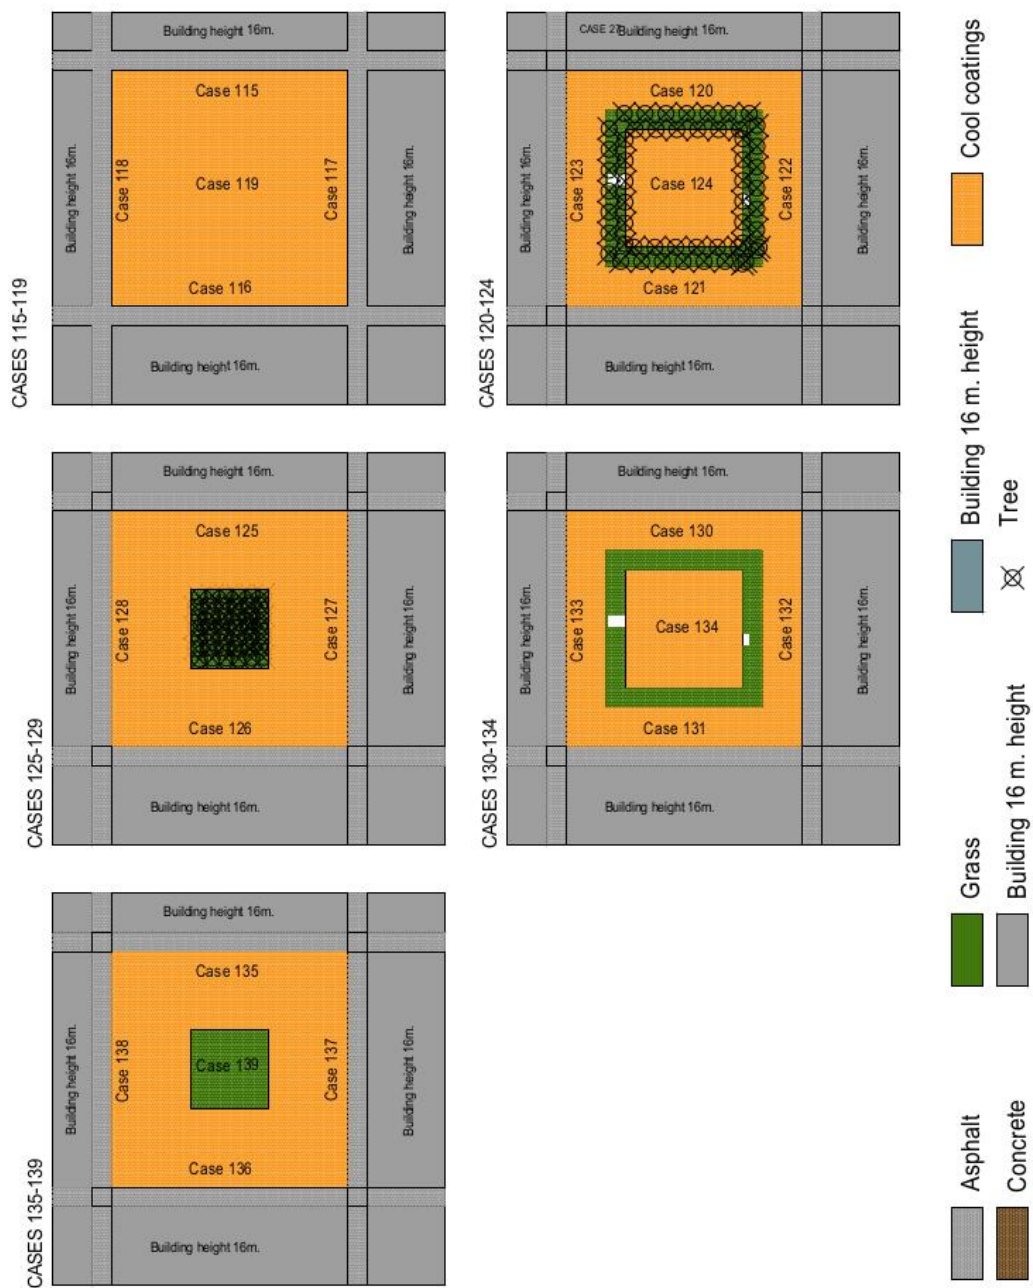 CASES 115-119
Building height 16m.
Building height 16m.
Case 115
Case 118
Case 119
Case 117
Case 116
Building height 16m.
Building height 16m.
CASES 120-124
CASE 27
Building height 16m.
Building height 16m.
Case 120
Case 123
Case 124
Case 122
Case 121
Building height 16m.
Building height 16m.
CASES 125-129
Building height 16m.
Building height 16m.
Case 125
Case 128
Case 127
Case 126
Building height 16m.
Building height 16m.
CASES 130-134
Building height 16m.
Building height 16m.
Case 130
Case 133
Case 134
Case 132
Case 131
Building height 16m.
Building height 16m.
CASES 135-139
Building height 16m.
Building height 16m.
Case 135
Case 138
Case 139
Case 137
Case 136
Building height 16m.
Building height 16m.
Asphalt
Grass
Building 16 m. height
Cool coatings
Concrete
Building 16 m. height
Tree